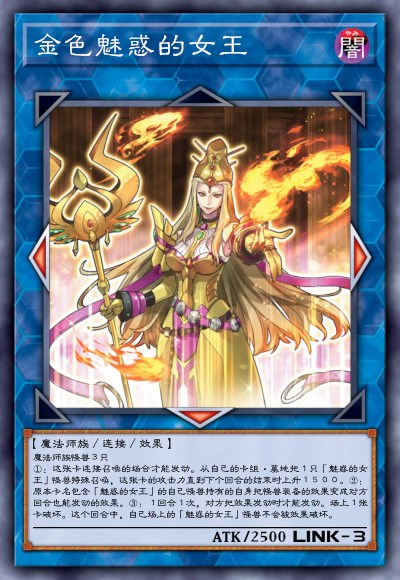 金色魅惑的女王
やみ
闇
【魔法师族／连接／效果】
魔法师族怪兽３只
①：这张卡连接召唤的场合才能发动。从自己的卡组·墓地把１只「魅惑的女
王」怪兽特殊召唤，这张卡的攻击力直到下个回合的结束时上升１５００。②：
原本卡名包含「魅惑的女王」的自己怪兽持有的自身把怪兽装备的效果变成对方
回合也能发动的效果。③：１回合１次，对方把效果发动时才能发动。场上１张
卡破坏。这个回合中，自己场上的「魅惑的女王」怪兽不会被效果破坏。
ATK/2500 LINK-3